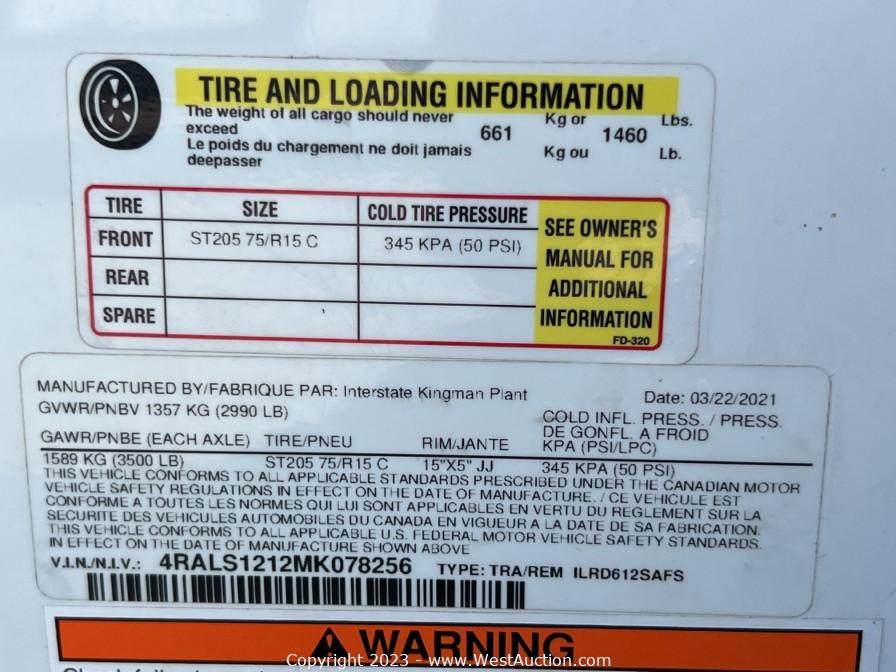 TIRE AND LOADING INFORMATION
The weight of all cargo should never exceed 661 Kg or 1460 Lbs.
Le poids du chargement ne doit jamais deepasser Kg ou Lb.
TIRE SIZE COLD TIRE PRESSURE SEE OWNER'S MANUAL FOR ADDITIONAL INFORMATION
FRONT ST205 75/R15 C 345 KPA (50 PSI)
REAR
SPARE
FD-320
MANUFACTURED BY/FABRIQUE PAR: Interstate Kingman Plant Date: 03/22/2021
GVWR/PNBV 1357 KG (2990 LB)
COLD INFL. PRESS. / PRESS.
DE GONFL. A FROID
GAWR/PNBE (EACH AXLE) TIRE/PNEU RIM/JANTE KPA (PSI/LPC)
1589 KG (3500 LB) ST205 75/R15 C 15"X5" JJ 345 KPA (50 PSI)
THIS VEHICLE CONFORMS TO ALL APPLICABLE STANDARDS PRESCRIBED UNDER THE CANADIAN MOTOR
VEHICLE SAFETY REGULATIONS IN EFFECT ON THE DATE OF MANUFACTURE. / CE VEHICULE EST
CONFORME A TOUTES LES NORMES QUI LUI SONT APPLICABLES EN VERTU DU REGLEMENT SUR LA
SECURITE DES VEHICULES AUTOMOBILES DU CANADA EN VIGUEUR A LA DATE DE SA FABRICATION.
THIS VEHICLE CONFORMS TO ALL APPLICABLE U.S. FEDERAL MOTOR VEHICLE SAFETY STANDARDS.
IN EFFECT ON THE DATE OF MANUFACTURE SHOWN ABOVE
V.I.N./N.I.V.: 4RALS1212MK078256 TYPE: TRA/REM ILRD612SAFS
WARNING
Copyright 2023 - www.WestAuction.com